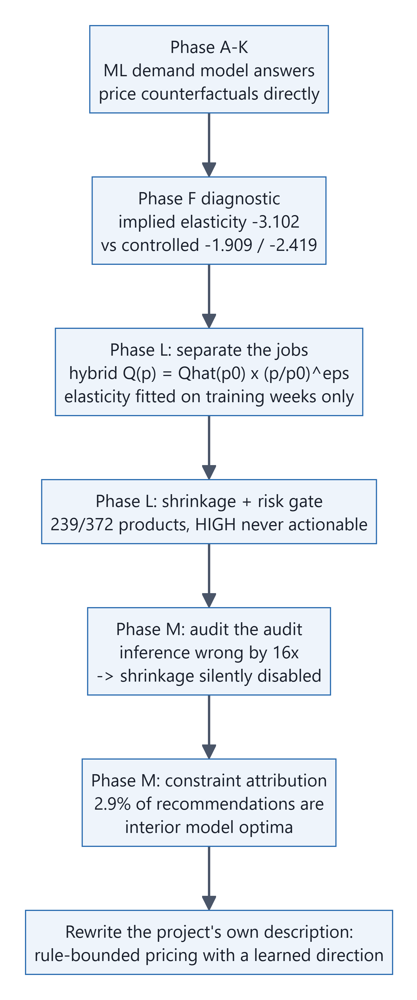 Phase A-K
ML demand model answers
price counterfactuals directly
Phase F diagnostic
implied elasticity -3.102
vs controlled -1.909 / -2.419
Phase L: separate the jobs
hybrid Q(p) = Qhat(p0) x (p/p0)^eps
elasticity fitted on training weeks only
Phase L: shrinkage + risk gate
239/372 products, HIGH never actionable
Phase M: audit the audit
inference wrong by 16x
-> shrinkage silently disabled
Phase M: constraint attribution
2.9% of recommendations are
interior model optima
Rewrite the project's own description:
rule-bounded pricing with a learned direction